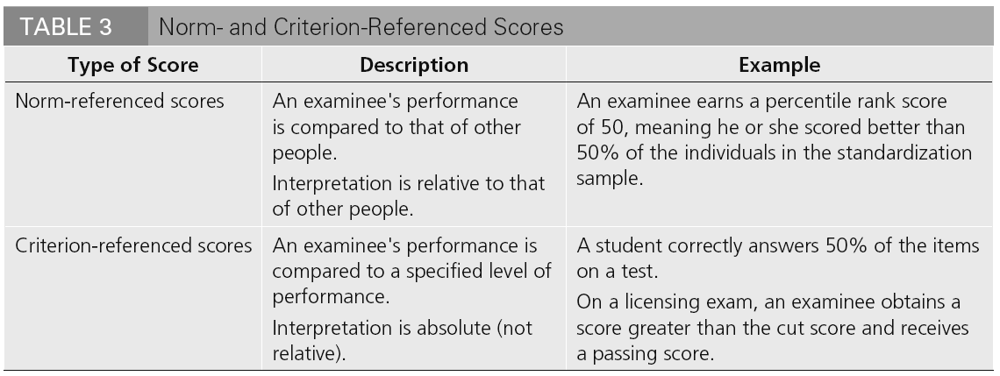 TABLE 3 Norm- and Criterion-Referenced Scores
Type of Score Description Example
Norm-referenced scores An examinee's performance An examinee earns a percentile rank score
is compared to that of other of 50, meaning he or she scored better than
people. 50% of the individuals in the standardization
Interpretation is relative to that sample.
of other people.
Criterion-referenced scores An examinee's performance is A student correctly answers 50% of the items
compared to a specified level of on a test.
performance. On a licensing exam, an examinee obtains a
Interpretation is absolute (not score greater than the cut score and receives
relative). a passing score.